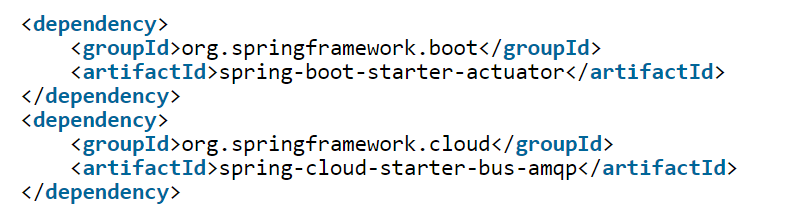 <dependency>
    <groupId>org.springframework.boot</groupId>
    <artifactId>spring-boot-starter-actuator</artifactId>
</dependency>
<dependency>
    <groupId>org.springframework.cloud</groupId>
    <artifactId>spring-cloud-starter-bus-amqp</artifactId>
</dependency>